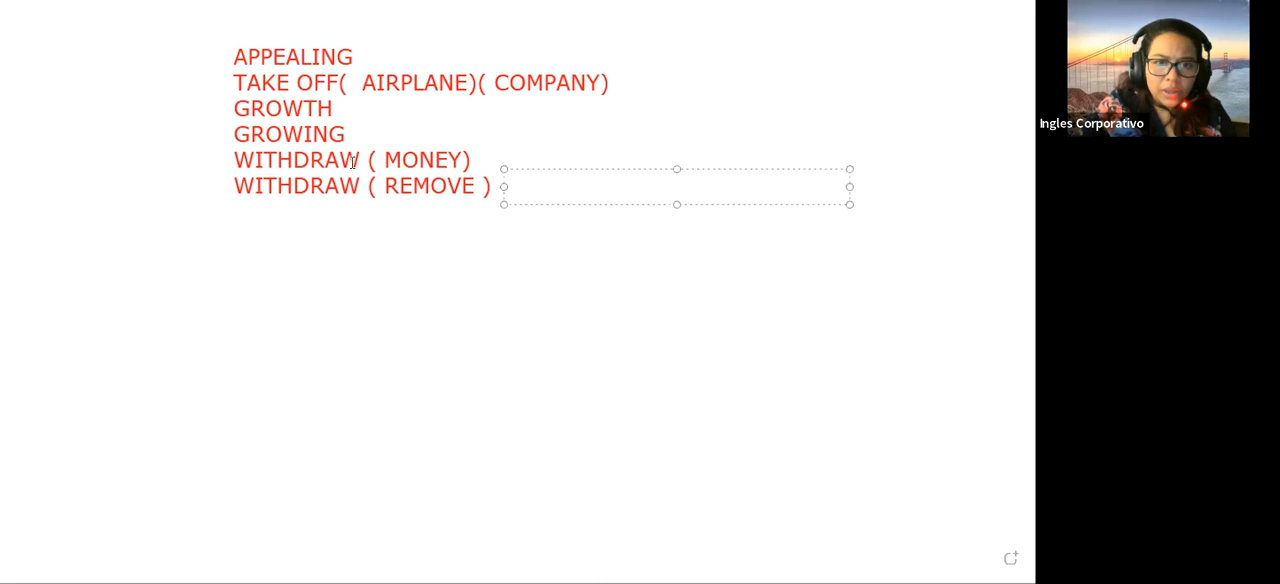 APPEALING
TAKE OFF(  AIRPLANE)( COMPANY)
GROWTH
GROWING
WITHDRAW ( MONEY)
WITHDRAW ( REMOVE )
Ingles Corporativo